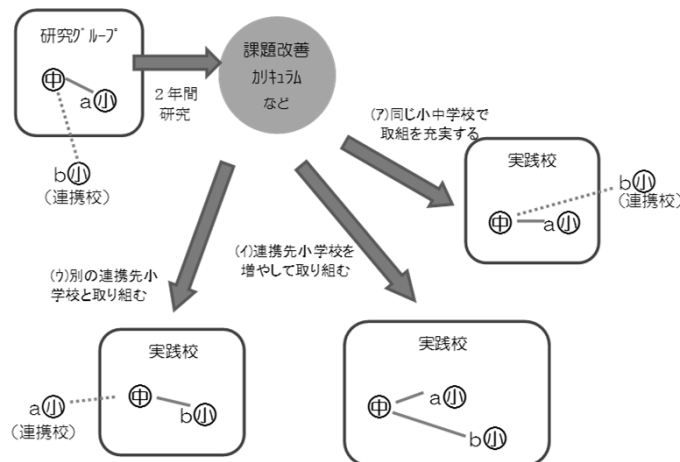 研究ｸﾞﾙｰﾌﾟ
中
a小
b小
(連携校)
２年間
研究
課題改善
ｶﾘｷｭﾗﾑ
など
(ｱ)同じ小中学校で
取組を充実する
実践校
中
a小
b小
(連携校)
(ｲ)連携先小学校を
増やして取り組む
実践校
中
a小
b小
(ｳ)別の連携先小
学校と取り組む
実践校
中
b小
a小
(連携校)